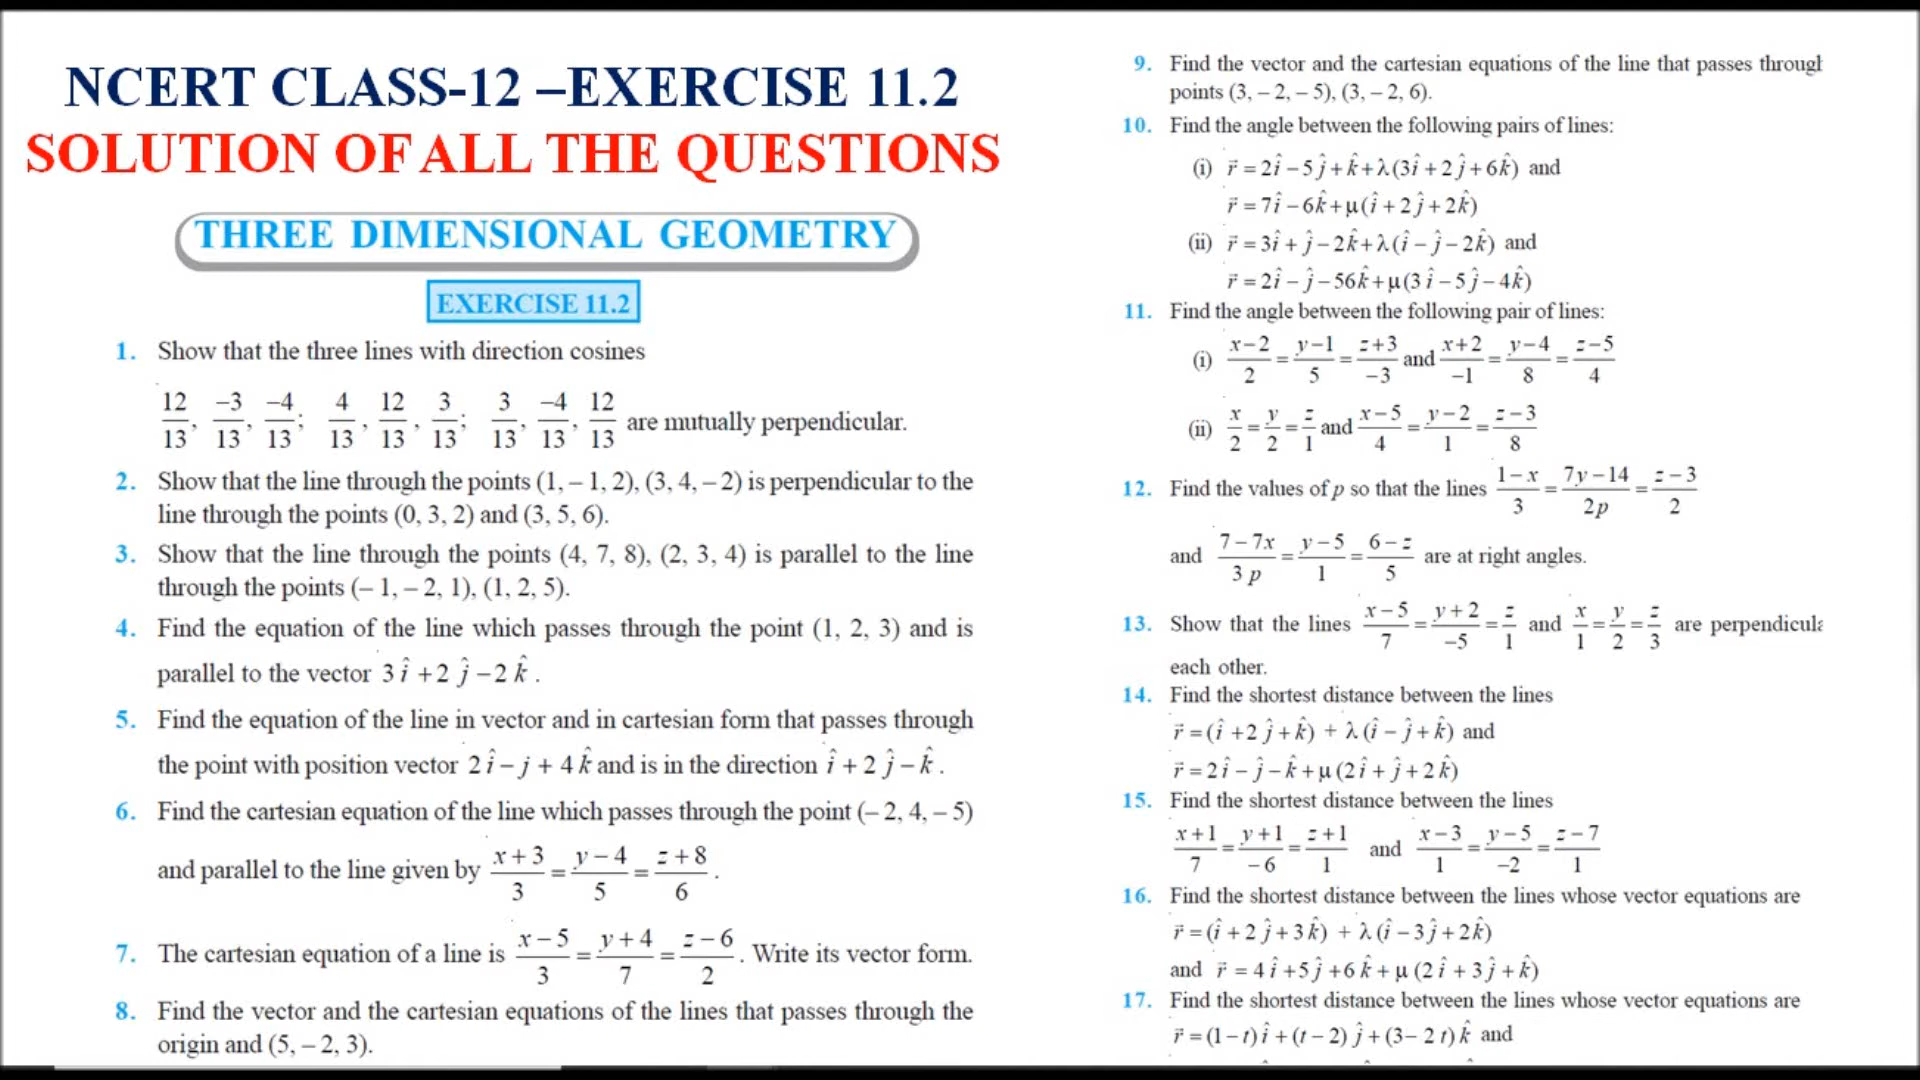 NCERT CLASS-12 –EXERCISE 11.2
SOLUTION OF ALL THE QUESTIONS
THREE DIMENSIONAL GEOMETRY
EXERCISE 11.2
1. Show that the three lines with direction cosines
12/13, −3/13, −4/13; 4/13, 12/13, 3/13; 3/13, −4/13, 12/13 are mutually perpendicular.
2. Show that the line through the points (1, – 1, 2), (3, 4, – 2) is perpendicular to the
line through the points (0, 3, 2) and (3, 5, 6).
3. Show that the line through the points (4, 7, 8), (2, 3, 4) is parallel to the line
through the points (– 1, – 2, 1), (1, 2, 5).
4. Find the equation of the line which passes through the point (1, 2, 3) and is
parallel to the vector 3 î + 2 ĵ − 2 k̂ .
5. Find the equation of the line in vector and in cartesian form that passes through
the point with position vector 2 î − j + 4 k̂ and is in the direction î + 2 ĵ − k̂ .
6. Find the cartesian equation of the line which passes through the point (– 2, 4, – 5)
and parallel to the line given by (x + 3)/3 = (y − 4)/5 = (z + 8)/6 .
7. The cartesian equation of a line is (x − 5)/3 = (y + 4)/7 = (z − 6)/2 . Write its vector form.
8. Find the vector and the cartesian equations of the lines that passes through the
origin and (5, – 2, 3).
9. Find the vector and the cartesian equations of the line that passes through
points (3, – 2, – 5), (3, – 2, 6).
10. Find the angle between the following pairs of lines:
(i) r⃗ = 2î − 5ĵ + k̂ + λ(3î + 2ĵ + 6k̂) and
r⃗ = 7î − 6k̂ + μ(î + 2ĵ + 2k̂)
(ii) r⃗ = 3î + ĵ − 2k̂ + λ(î − ĵ − 2k̂) and
r⃗ = 2î − ĵ − 56k̂ + μ(3î − 5ĵ − 4k̂)
11. Find the angle between the following pair of lines:
(i) (x − 2)/2 = (y − 1)/5 = (z + 3)/−3 and (x + 2)/−1 = (y − 4)/8 = (z − 5)/4
(ii) x/2 = y/2 = z/1 and (x − 5)/4 = (y − 2)/1 = (z − 3)/8
12. Find the values of p so that the lines (1 − x)/3 = (7y − 14)/2p = (z − 3)/2
and (7 − 7x)/3p = (y − 5)/1 = (6 − z)/5 are at right angles.
13. Show that the lines (x − 5)/7 = (y + 2)/−5 = z/1 and x/1 = y/2 = z/3 are perpendicula
each other.
14. Find the shortest distance between the lines
r⃗ = (î + 2ĵ + k̂) + λ(î − ĵ + k̂) and
r⃗ = 2î − ĵ − k̂ + μ(2î + ĵ + 2k̂)
15. Find the shortest distance between the lines
(x + 1)/7 = (y + 1)/−6 = (z + 1)/1 and (x − 3)/1 = (y − 5)/−2 = (z − 7)/1
16. Find the shortest distance between the lines whose vector equations are
r⃗ = (î + 2ĵ + 3k̂) + λ(î − 3ĵ + 2k̂)
and r⃗ = 4î + 5ĵ + 6k̂ + μ(2î + 3ĵ + k̂)
17. Find the shortest distance between the lines whose vector equations are
r⃗ = (1 − t)î + (t − 2)ĵ + (3 − 2t)k̂ and